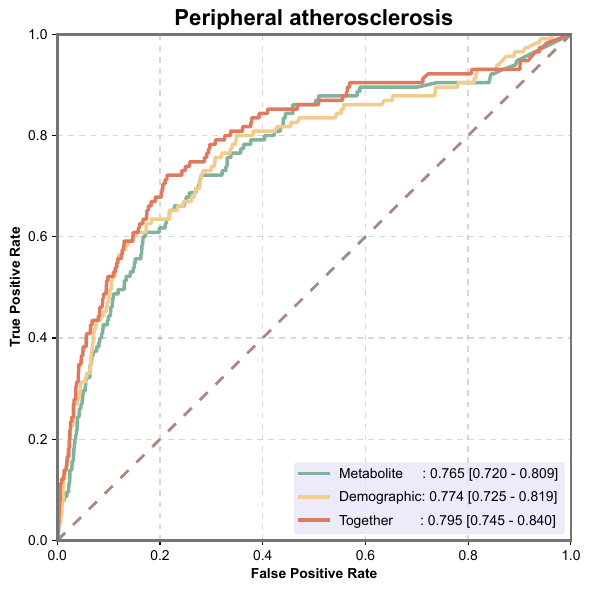 Peripheral atherosclerosis
1.0
0.8
0.6
0.4
0.2
0.0
True Positive Rate
Metabolite : 0.765 [0.720 - 0.809]
Demographic: 0.774 [0.725 - 0.819]
Together : 0.795 [0.745 - 0.840]
0.0 0.2 0.4 0.6 0.8 1.0
False Positive Rate